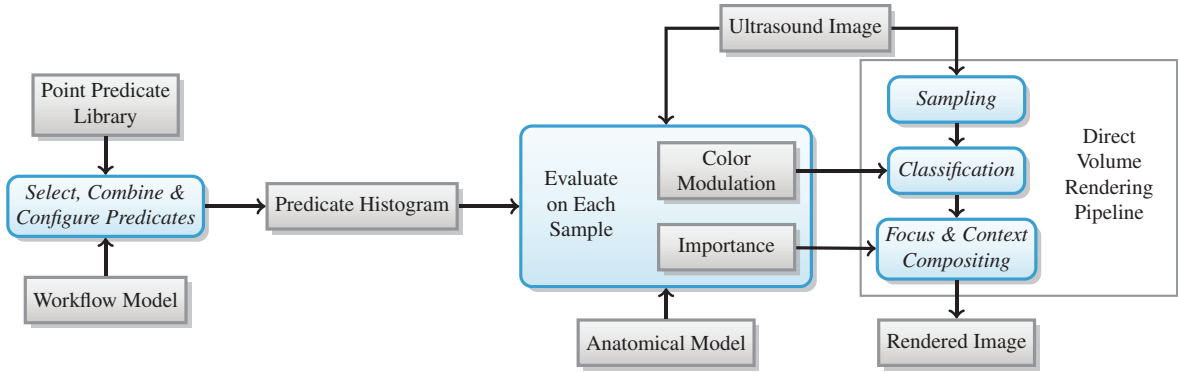 Ultrasound Image
Point Predicate
Library
Select, Combine &
Configure Predicates
Workflow Model
Predicate Histogram
Evaluate
on Each
Sample
Color
Modulation
Importance
Anatomical Model
Sampling
Classification
Focus & Context
Compositing
Direct
Volume
Rendering
Pipeline
Rendered Image